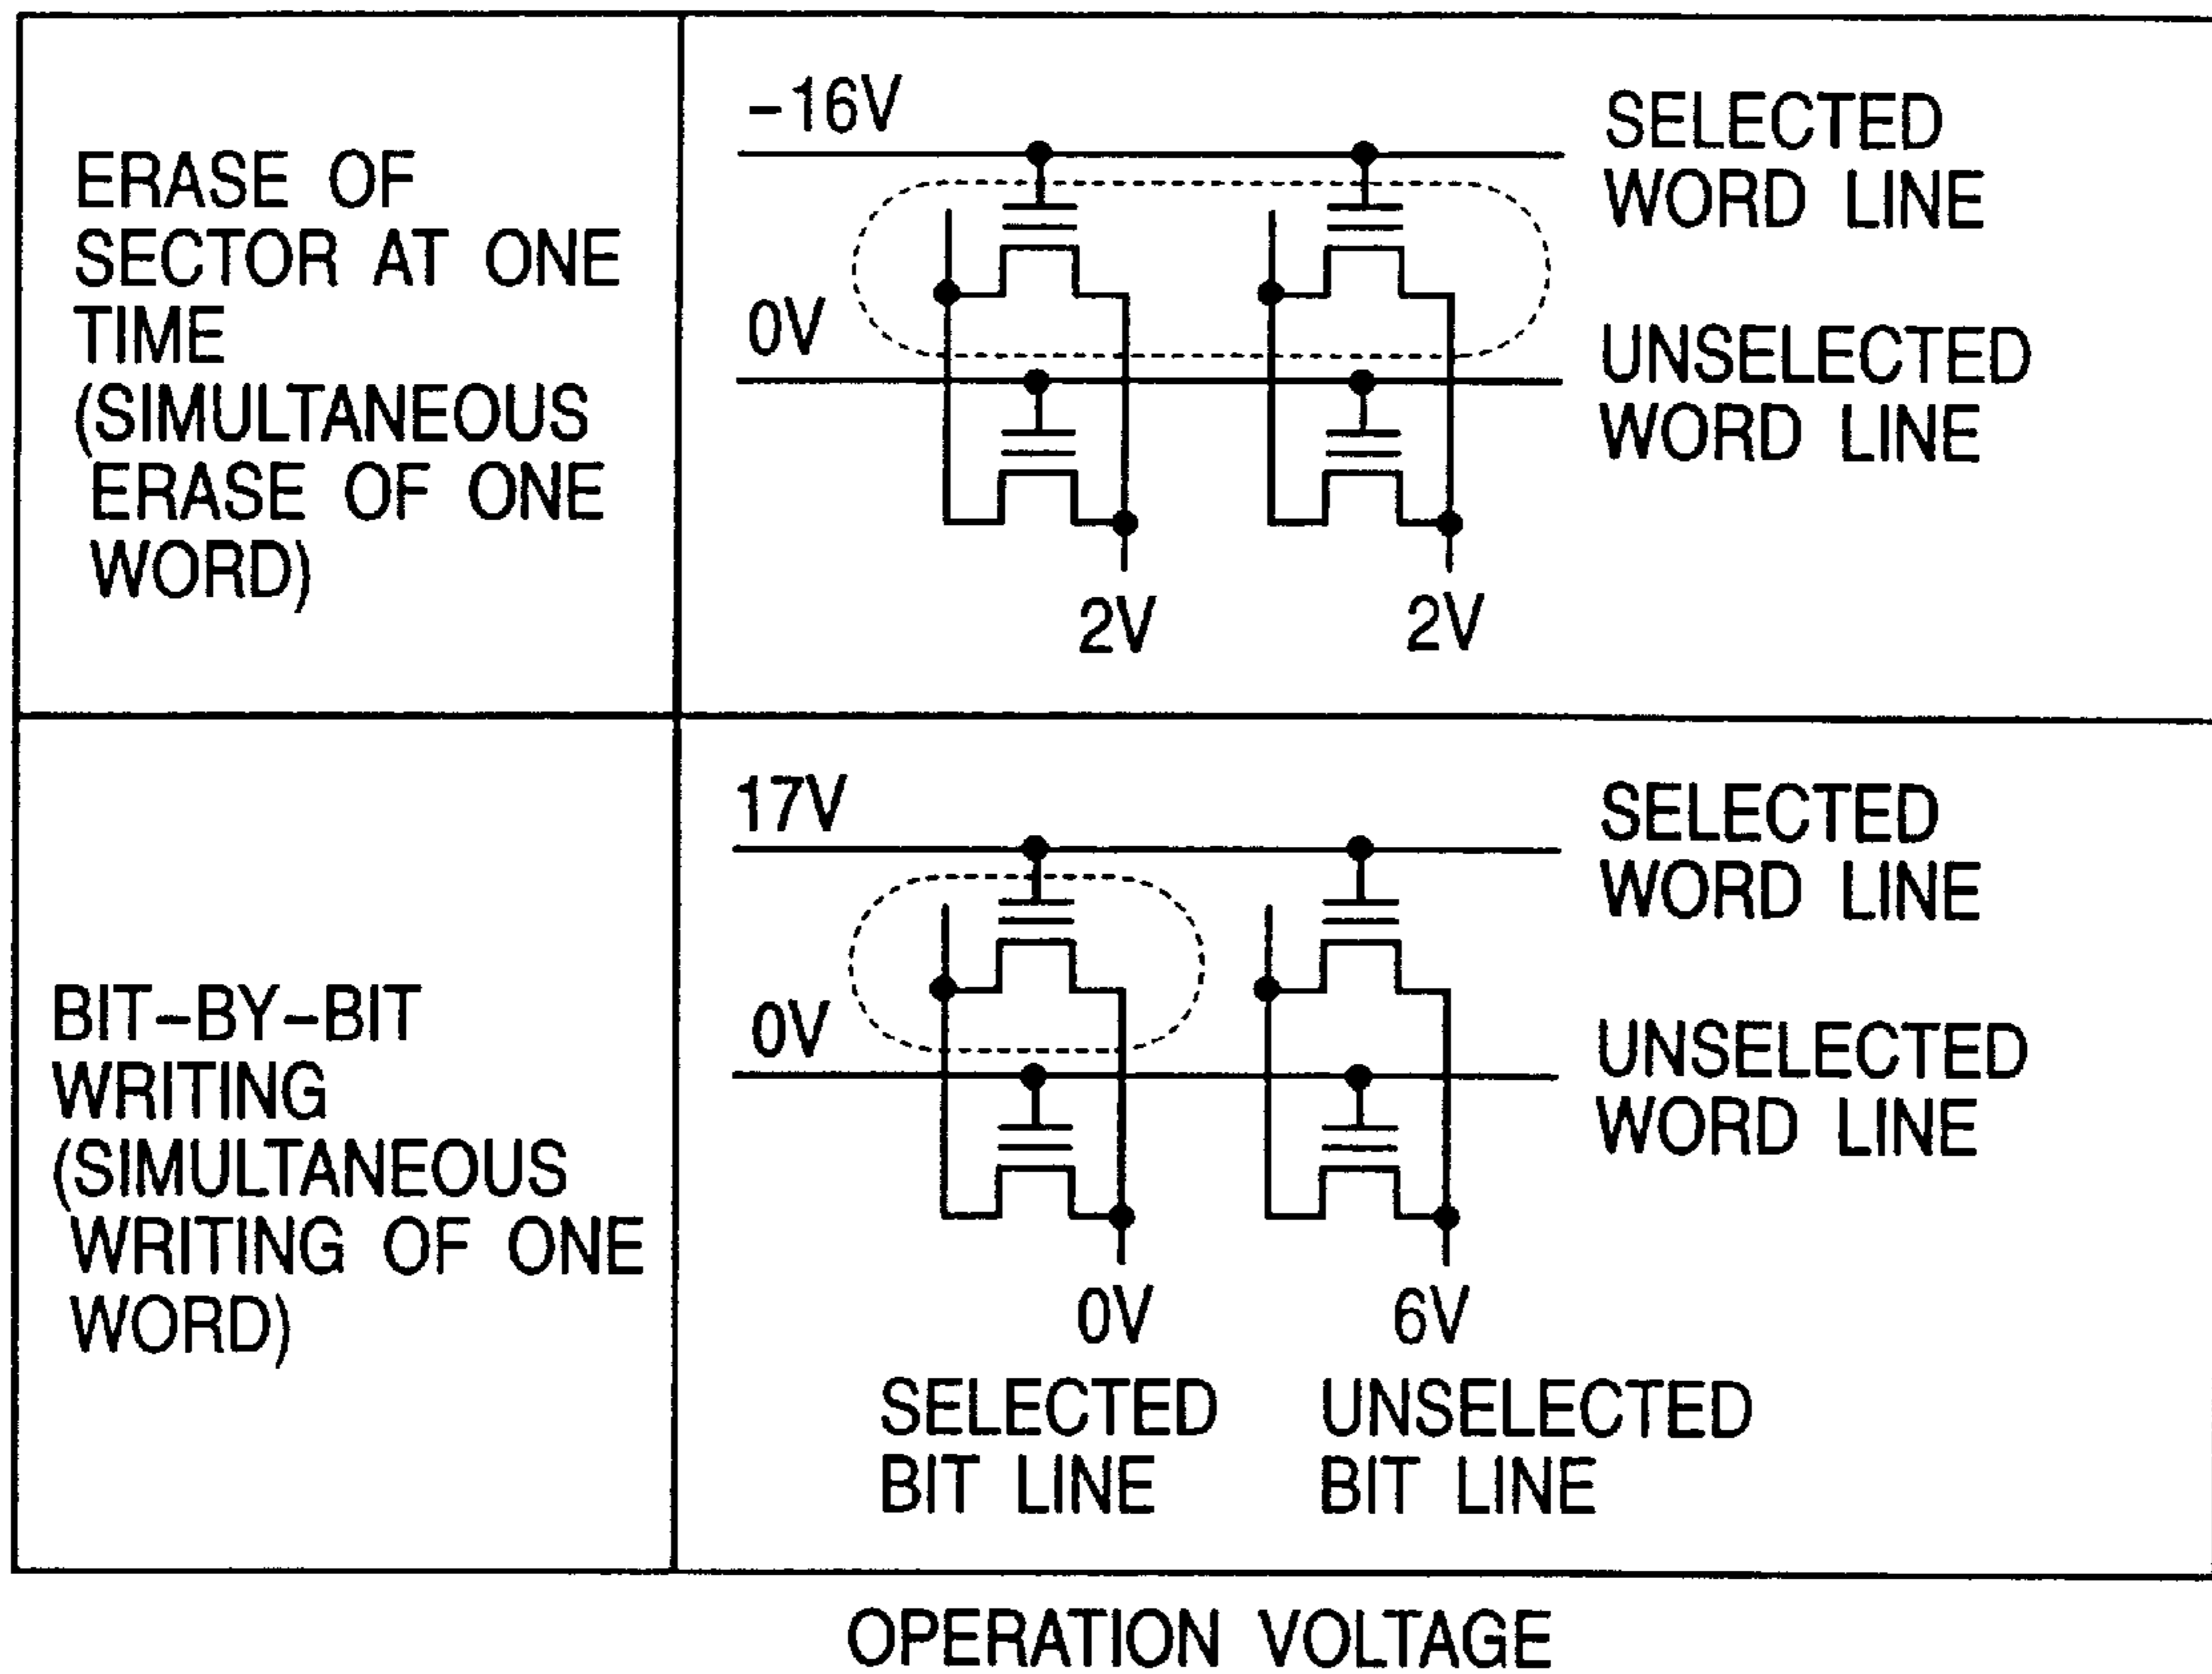 ERASE OF
SECTOR AT ONE
TIME
(SIMULTANEOUS
ERASE OF ONE
WORD)
-16V
SELECTED
WORD LINE
0V
UNSELECTED
WORD LINE
2V
2V
BIT-BY-BIT
WRITING
(SIMULTANEOUS
WRITING OF ONE
WORD)
17V
SELECTED
WORD LINE
0V
UNSELECTED
WORD LINE
0V
6V
SELECTED
BIT LINE
UNSELECTED
BIT LINE
OPERATION VOLTAGE